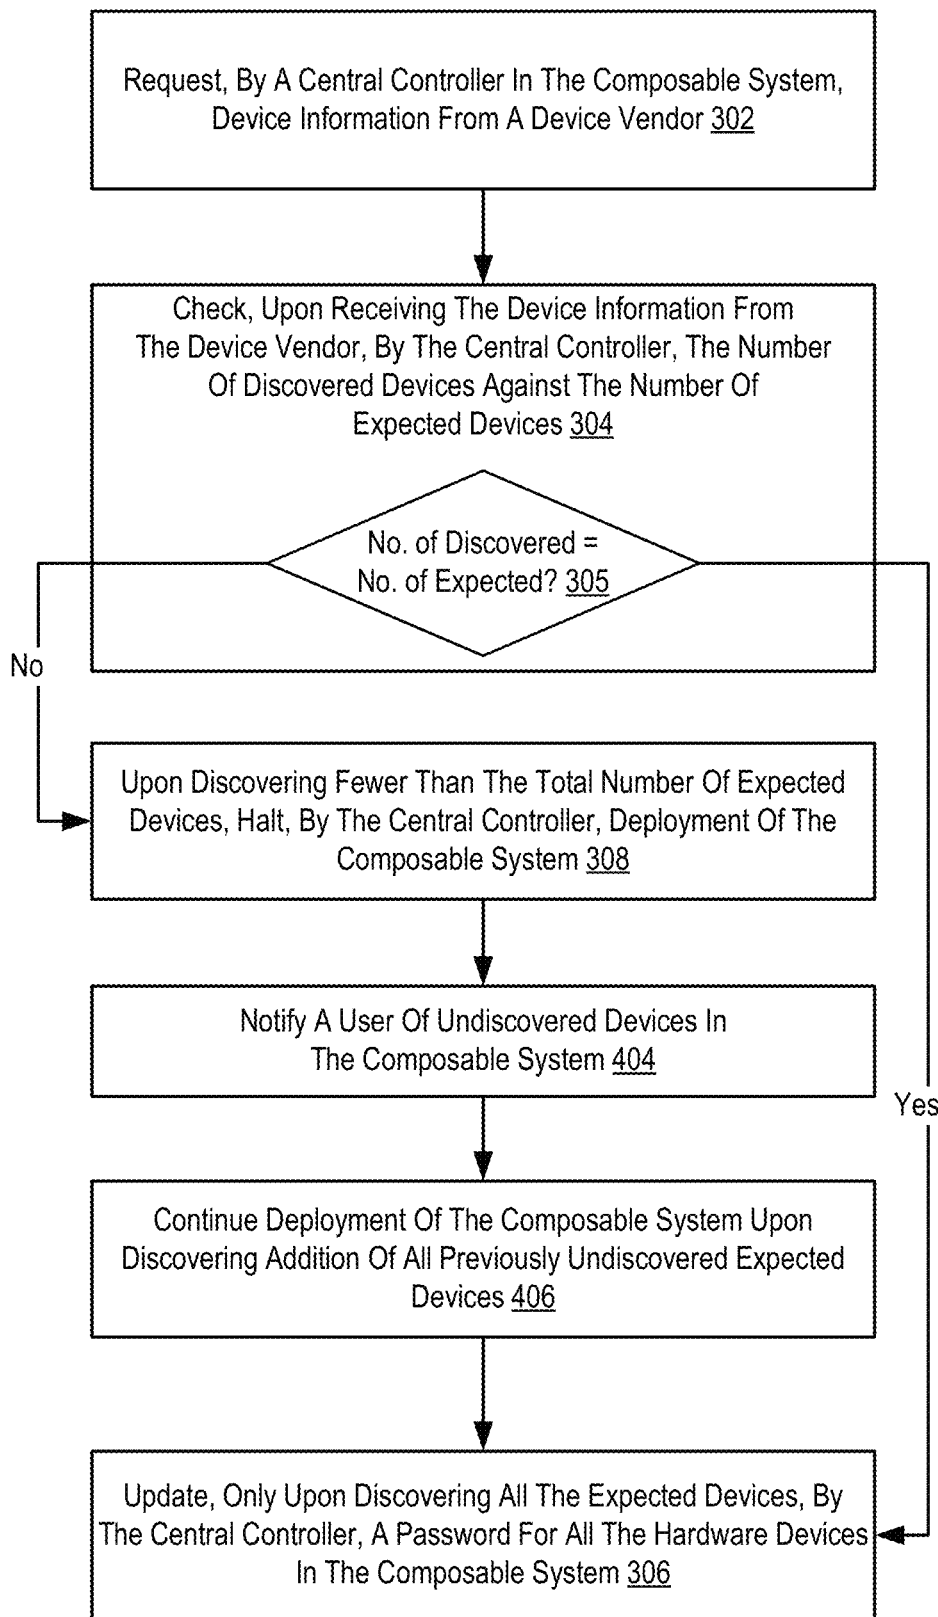 Request, By A Central Controller In The Composable System,
Device Information From A Device Vendor 302
Check, Upon Receiving The Device Information From
The Device Vendor, By The Central Controller, The Number
Of Discovered Devices Against The Number Of
Expected Devices 304
No. of Discovered =
No. of Expected? 305
No
Upon Discovering Fewer Than The Total Number Of Expected
Devices, Halt, By The Central Controller, Deployment Of The
Composable System 308
Notify A User Of Undiscovered Devices In
The Composable System 404
Yes
Continue Deployment Of The Composable System Upon
Discovering Addition Of All Previously Undiscovered Expected
Devices 406
Update, Only Upon Discovering All The Expected Devices, By
The Central Controller, A Password For All The Hardware Devices
In The Composable System 306